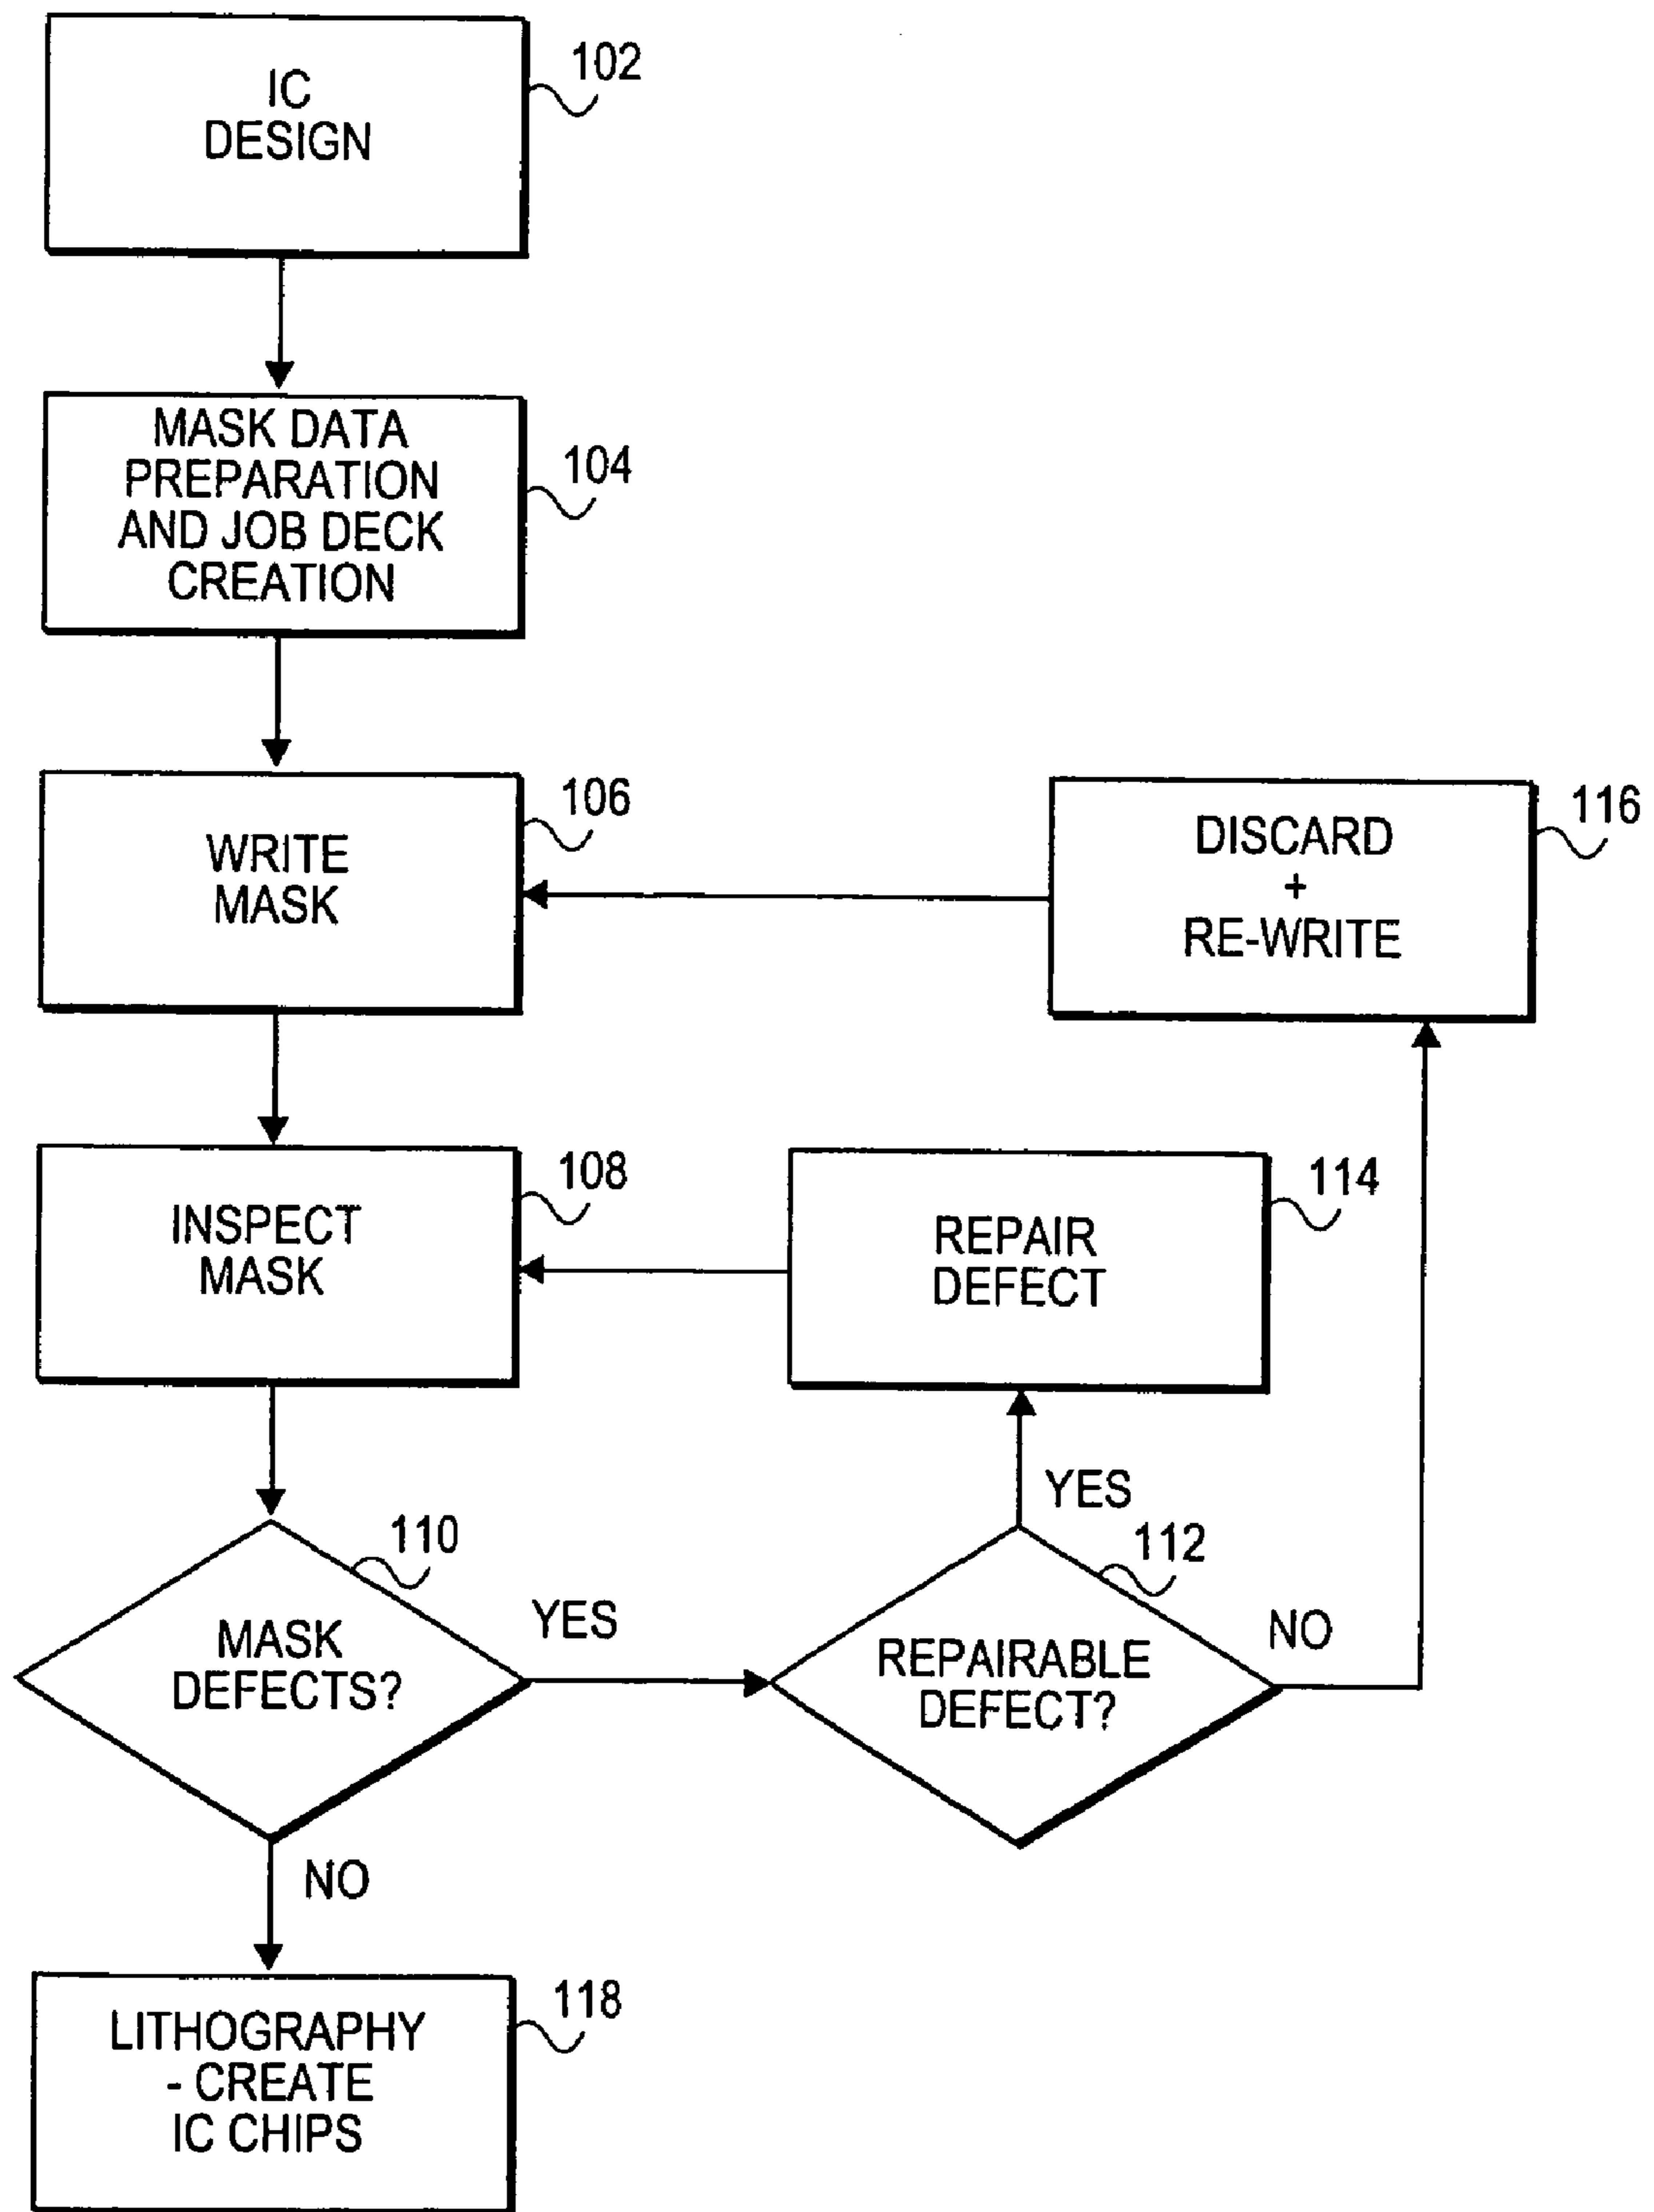 IC
DESIGN
102
MASK DATA
PREPARATION
AND JOB DECK
CREATION
104
WRITE
MASK
106
DISCARD
+
RE-WRITE
116
INSPECT
MASK
108
REPAIR
DEFECT
114
MASK
DEFECTS?
110
YES
REPAIRABLE
DEFECT?
112
YES
NO
NO
LITHOGRAPHY
- CREATE
IC CHIPS
118